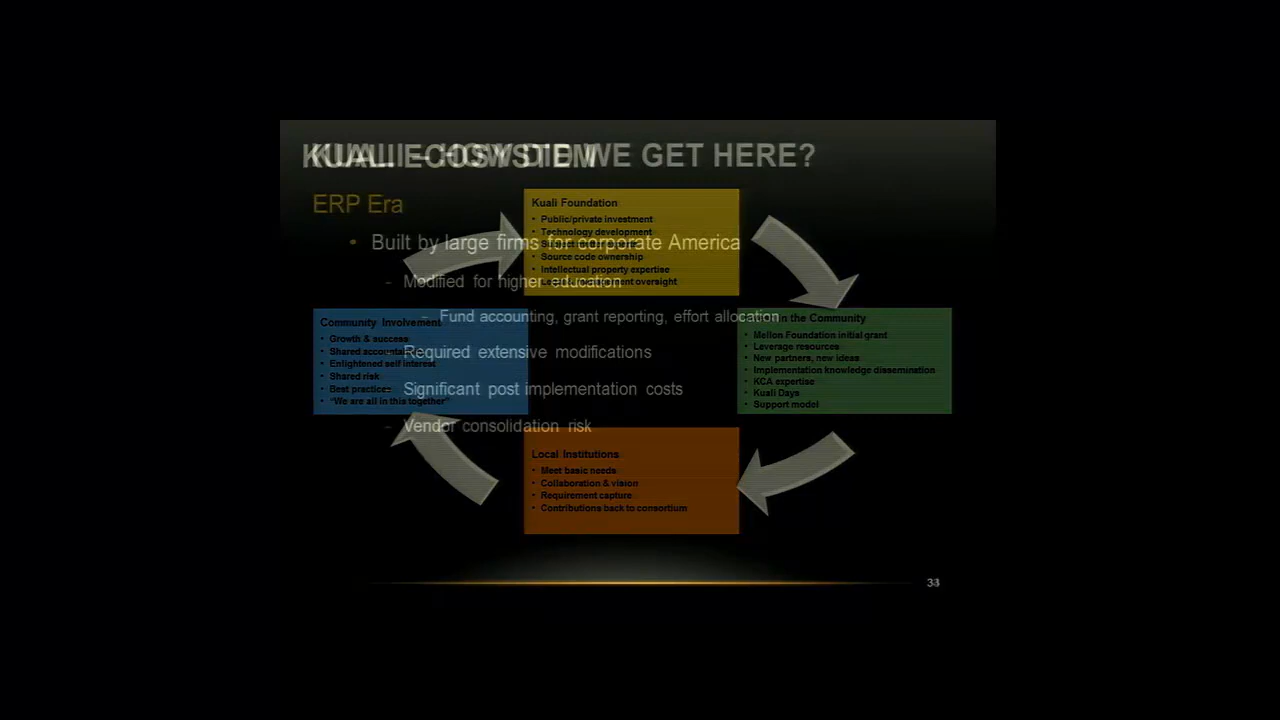 KUALI ECOSYSTEM
KUALI – HOW DID WE GET HERE?
ERP Era
• Built by large firms for corporate America
– Modified for higher education
– Fund accounting, grant reporting, effort allocation
– Required extensive modifications
– Significant post implementation costs
– Vendor consolidation risk
Kuali Foundation
• Public/private investment
• Technology development
• Source code ownership
• Intellectual property expertise
oversight
in the Community
• Mellon Foundation initial grant
• Leverage resources
• New partners, new ideas
• Implementation knowledge dissemination
• KCA expertise
• Kuali Days
• Support model
Local Institutions
• Meet basic needs
• Collaboration & vision
• Requirement capture
• Contributions back to consortium
Community Involvement
• Growth & success
• Shared
• Enlightened self interest
• Shared risk
• Best practices
• “We are all in this together”